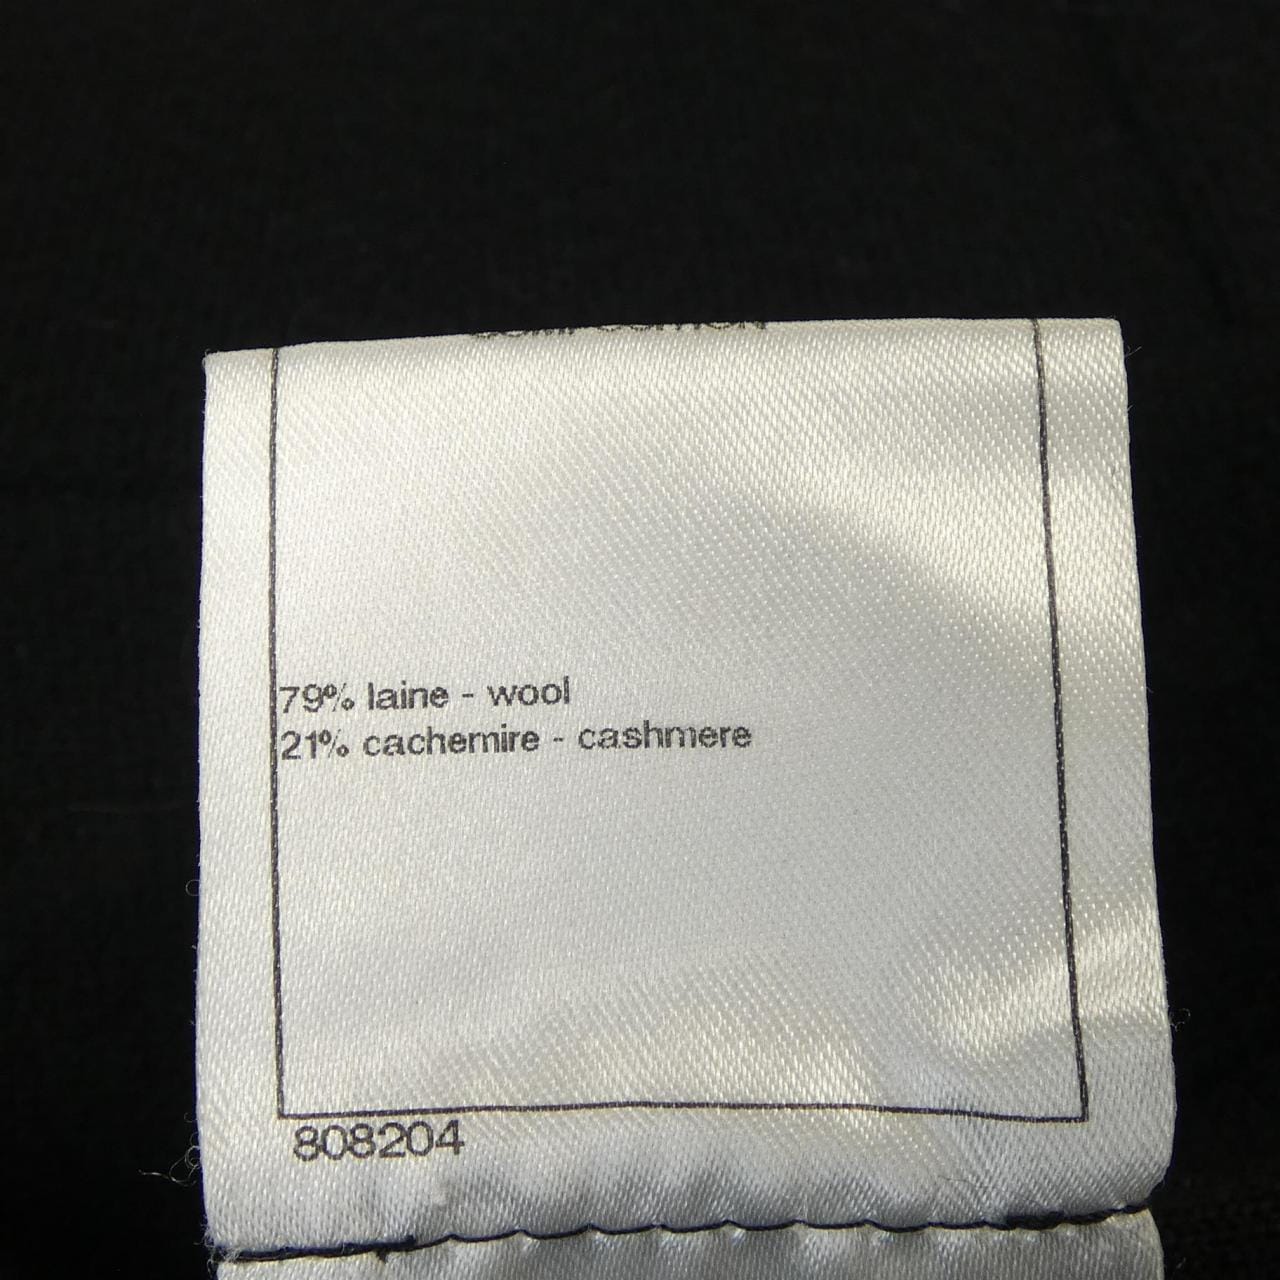 79% laine - wool
21% cachemire - cashmere
808204